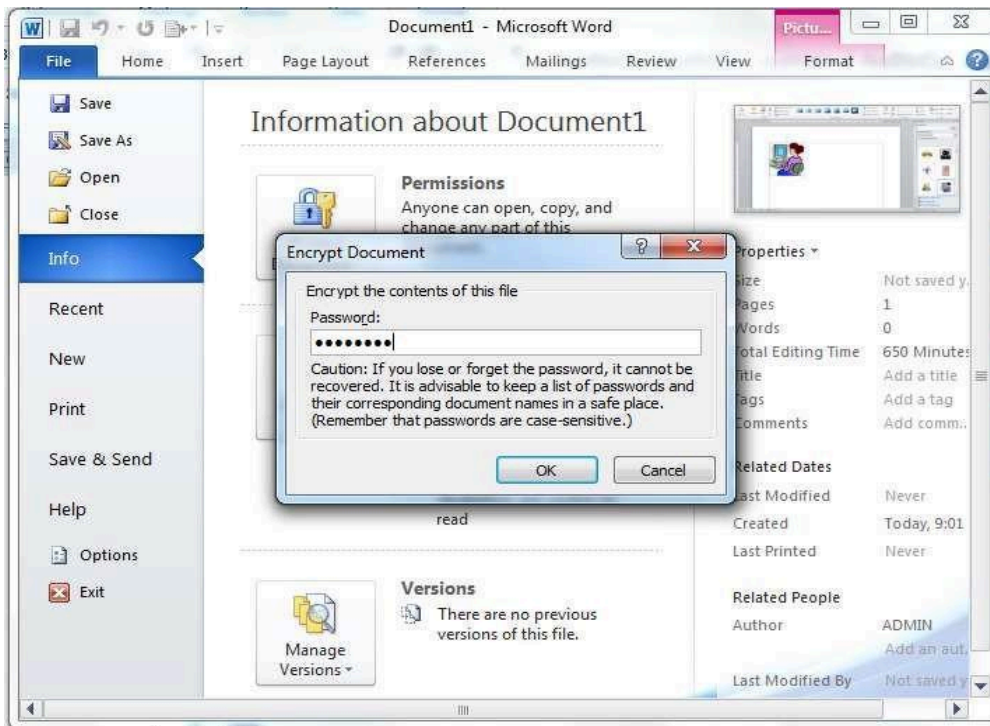 Document1 - Microsoft Word
Pictu...
File Home Insert Page Layout References Mailings Review View Format
Save
Save As
Open
Close
Info
Recent
New
Print
Save & Send
Help
Options
Exit
Information about Document1
Permissions
Anyone can open, copy, and
change any part of this
Encrypt Document
Encrypt the contents of this file
Password:
••••••••
Caution: If you lose or forget the password, it cannot be
recovered. It is advisable to keep a list of passwords and
their corresponding document names in a safe place.
(Remember that passwords are case-sensitive.)
OK Cancel
read
Versions
There are no previous
versions of this file.
Manage
Versions
Properties
Size Not saved y.
Pages 1
Words 0
Total Editing Time 650 Minutes
Title Add a title
Tags Add a tag
Comments Add comm..
Related Dates
Last Modified Never
Created Today, 9:01
Last Printed Never
Related People
Author ADMIN
Add an aut.
Last Modified By Not saved y